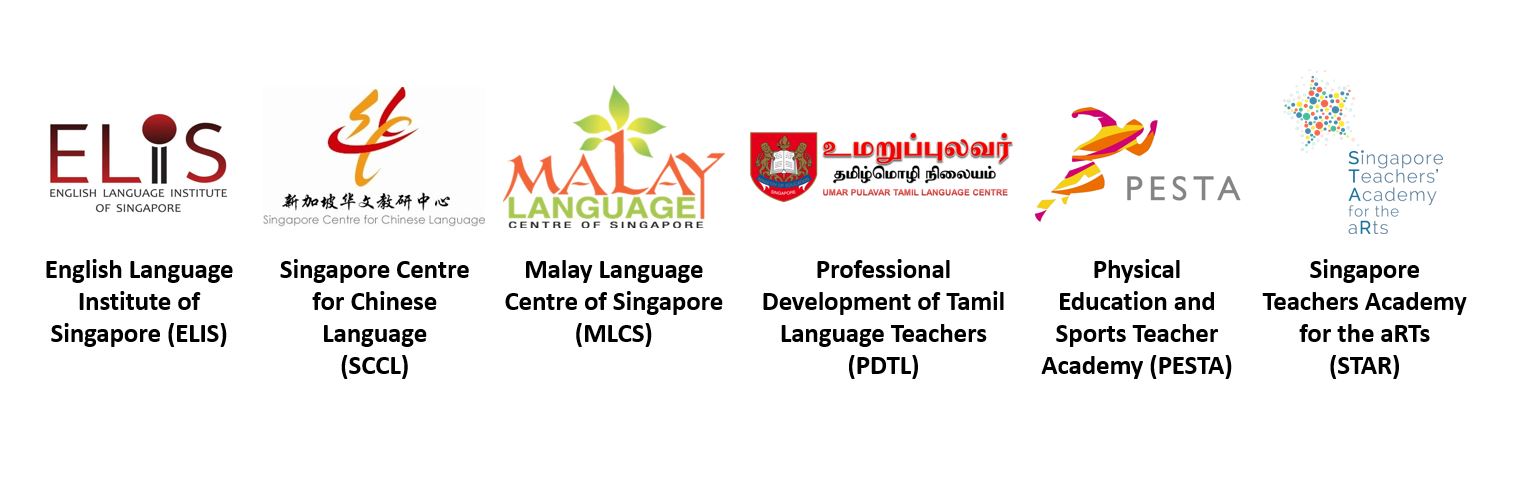 ELIS
ENGLISH LANGUAGE INSTITUTE
OF SINGAPORE
English Language
Institute of
Singapore (ELIS)
华
新加坡华文教研中心
Singapore Centre for Chinese Language
Singapore Centre
for Chinese
Language
(SCCL)
MALAY
LANGUAGE
CENTRE OF SINGAPORE
Malay Language
Centre of Singapore
(MLCS)
உமறுப்புலவர்
தமிழ்மொழி நிலையம்
UMAR PULAVAR TAMIL LANGUAGE CENTRE
SINGAPORE
Professional
Development of Tamil
Language Teachers
(PDTL)
PESTA
Physical
Education and
Sports Teacher
Academy (PESTA)
Singapore
Teachers'
Academy
for the
aRts
Singapore
Teachers Academy
for the aRTs
(STAR)